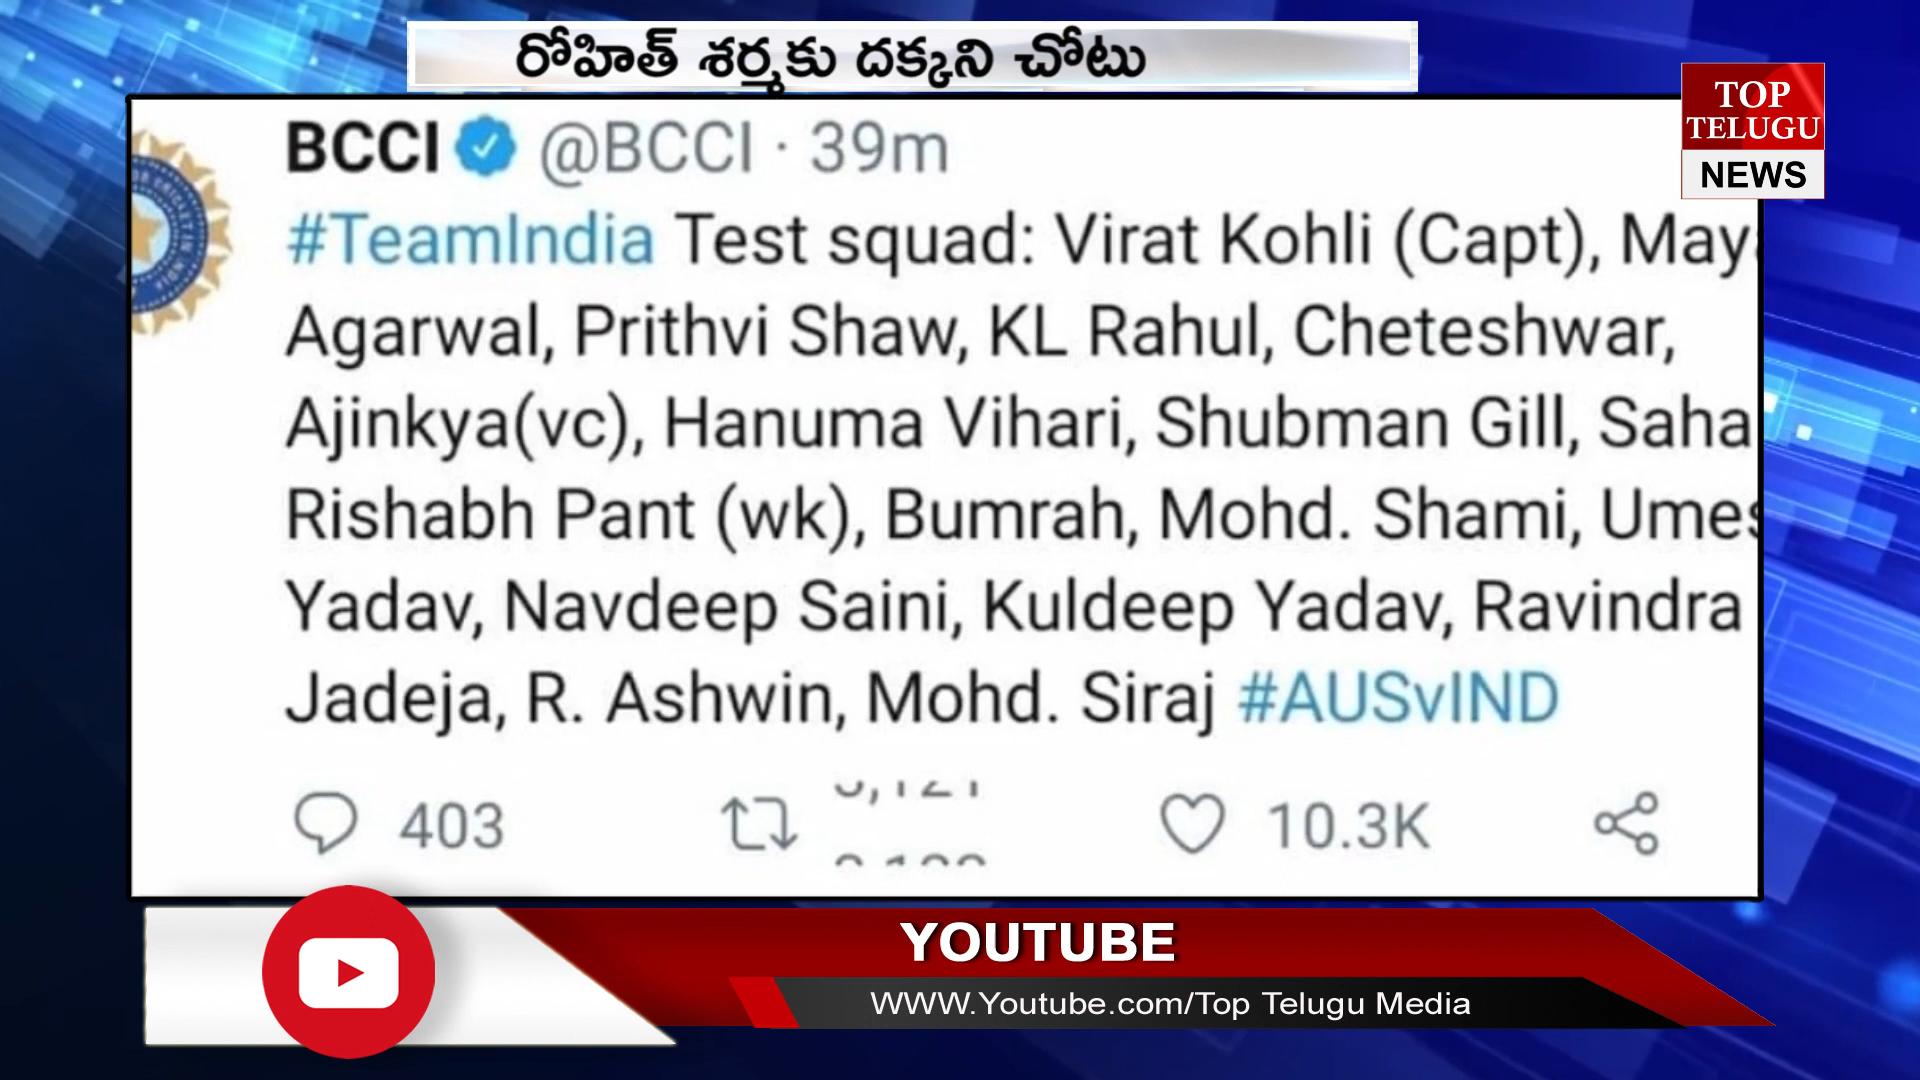 రోహిత్ శర్మకు దక్కని చోటు
TOP
TELUGU
NEWS
BCCI @BCCI · 39m
#TeamIndia Test squad: Virat Kohli (Capt),
Agarwal, Prithvi Shaw, KL Rahul, Cheteshwar,
Ajinkya(vc), Hanuma Vihari, Shubman Gill, Saha
Rishabh Pant (wk), Bumrah, Mohd. Shami,
Yadav, Navdeep Saini, Kuldeep Yadav, Ravindra
Jadeja, R. Ashwin, Mohd. Siraj #AUSvIND
403 10.3K
YOUTUBE
WWW.Youtube.com/Top Telugu Media